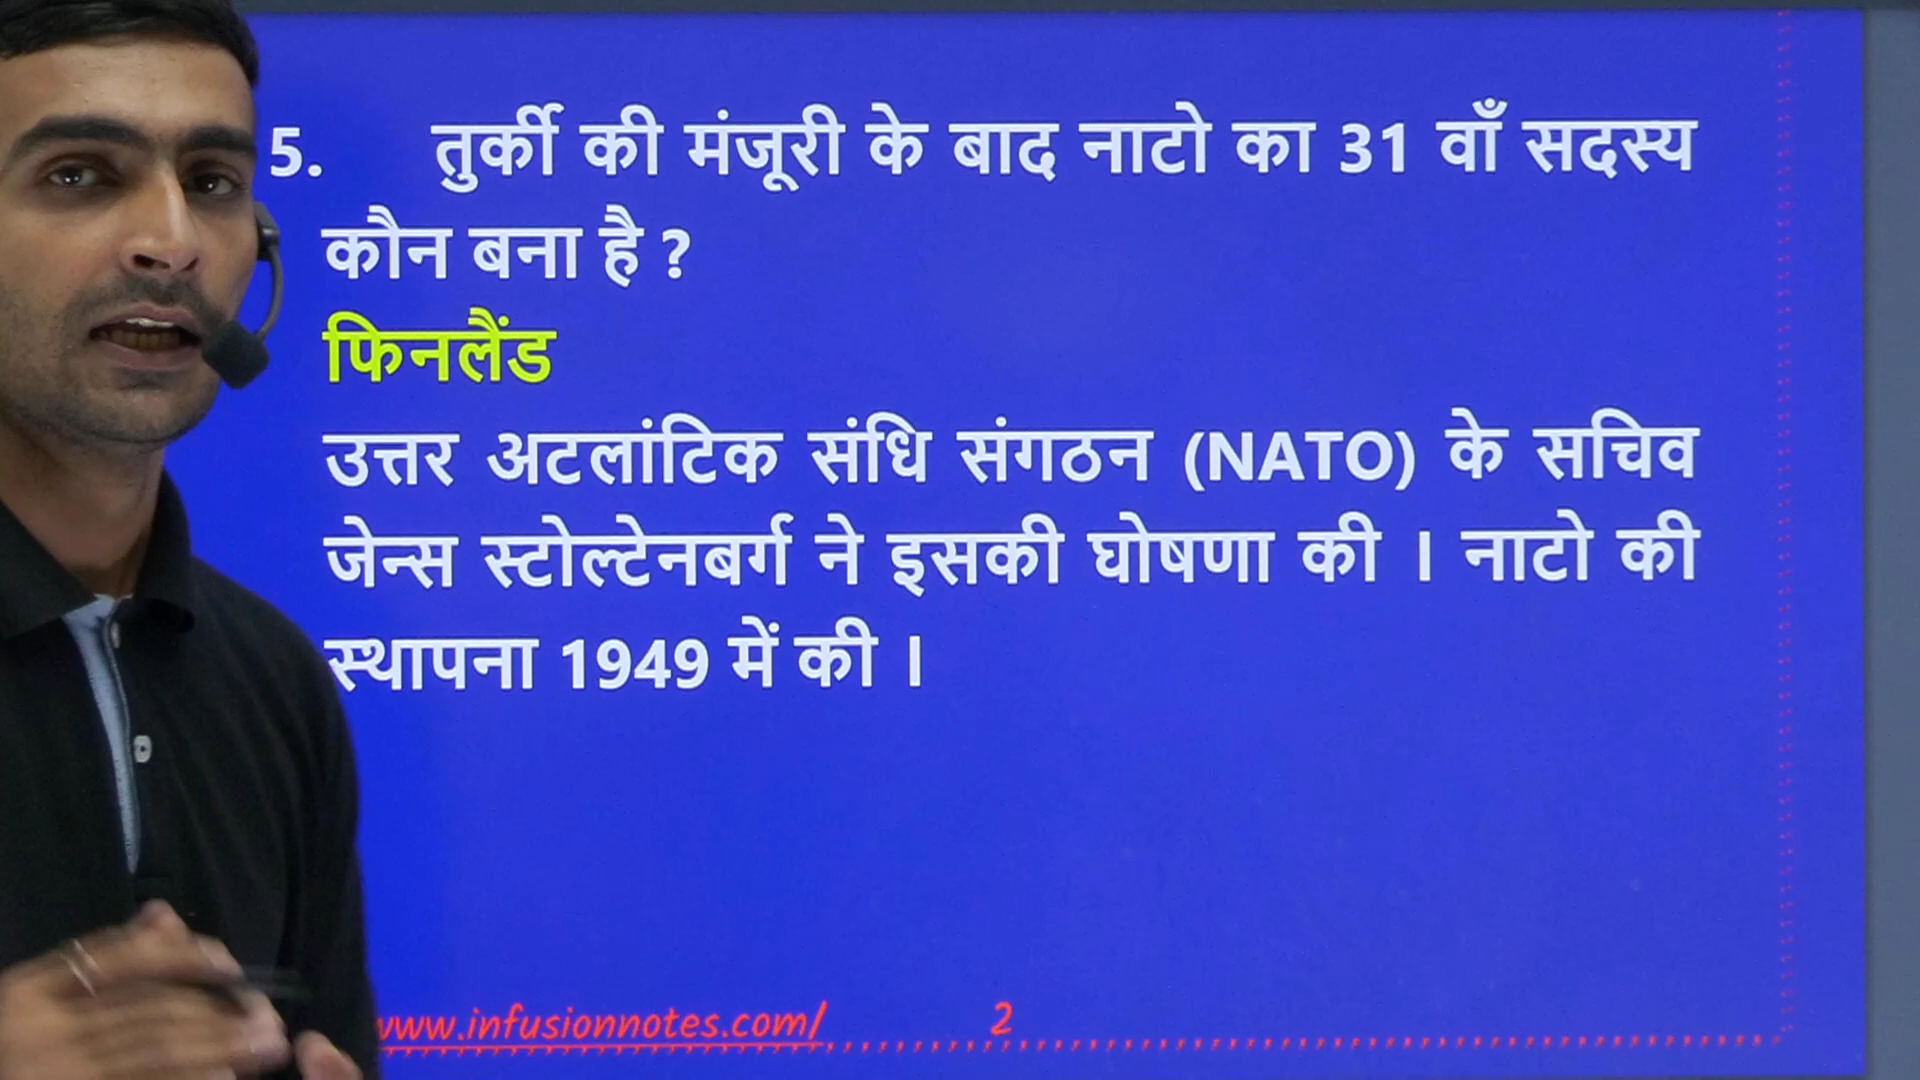 5. तुर्की की मंजूरी के बाद नाटो का 31 वाँ सदस्य
कौन बना है ?
फिनलैंड
उत्तर अटलांटिक संधि संगठन (NATO) के सचिव
जेन्स स्टोल्टेनबर्ग ने इसकी घोषणा की । नाटो की
स्थापना 1949 में की ।
www.infusionnotes.com/ 2